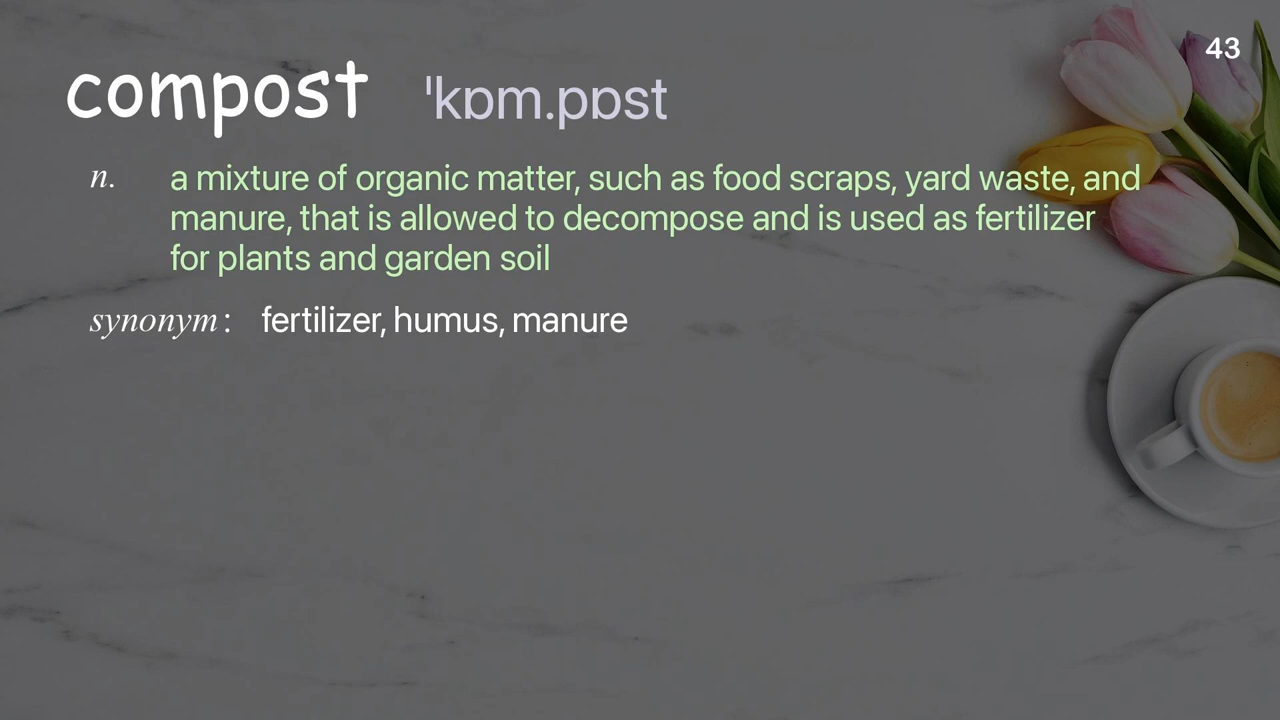 43
compost ˈkɒm.pɒst
n. a mixture of organic matter, such as food scraps, yard waste, and
manure, that is allowed to decompose and is used as fertilizer
for plants and garden soil
synonym: fertilizer, humus, manure